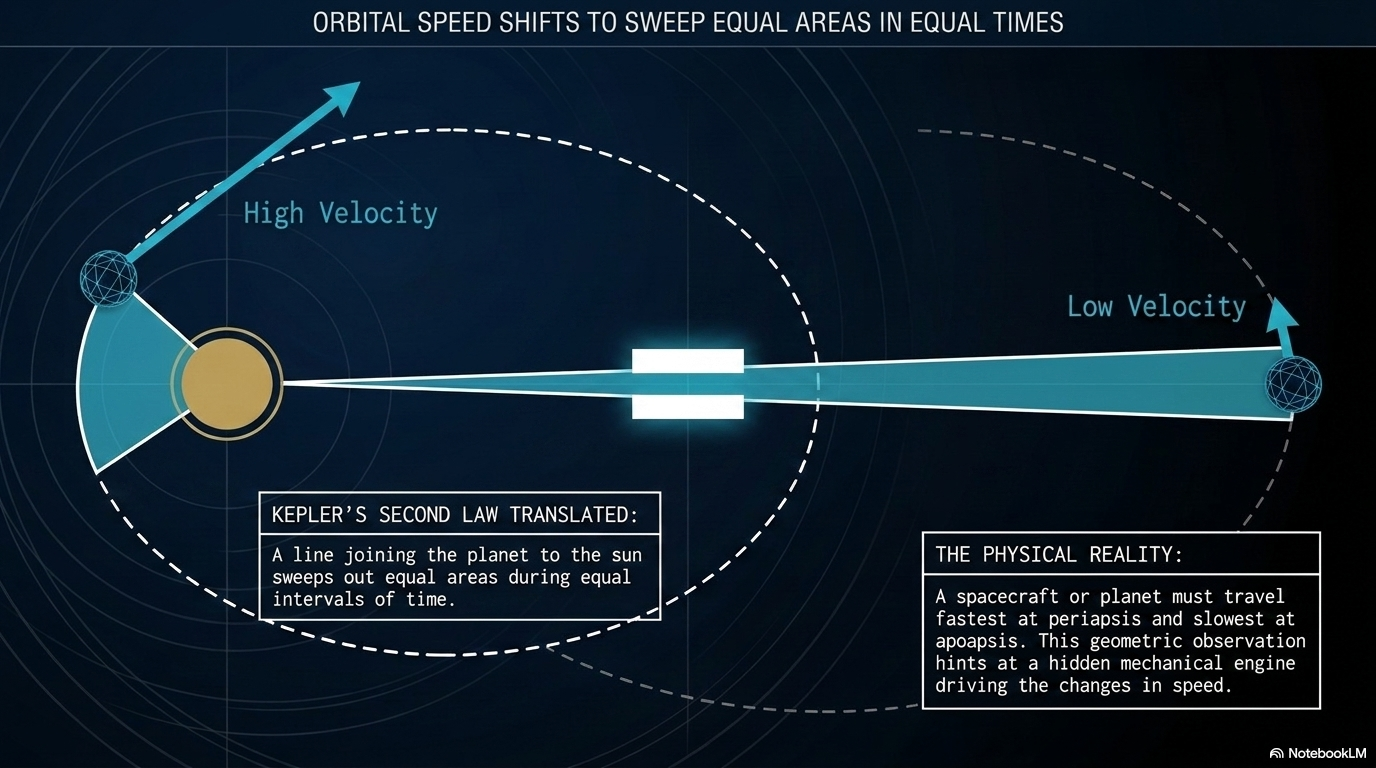 ORBITAL SPEED SHIFTS TO SWEEP EQUAL AREAS IN EQUAL TIMES
High Velocity
Low Velocity
KEPLER'S SECOND LAW TRANSLATED:
A line joining the planet to the sun
sweeps out equal areas during equal
intervals of time.
THE PHYSICAL REALITY:
A spacecraft or planet must travel
fastest at periapsis and slowest at
apoapsis. This geometric observation
hints at a hidden mechanical engine
driving the changes in speed.
NotebookLM